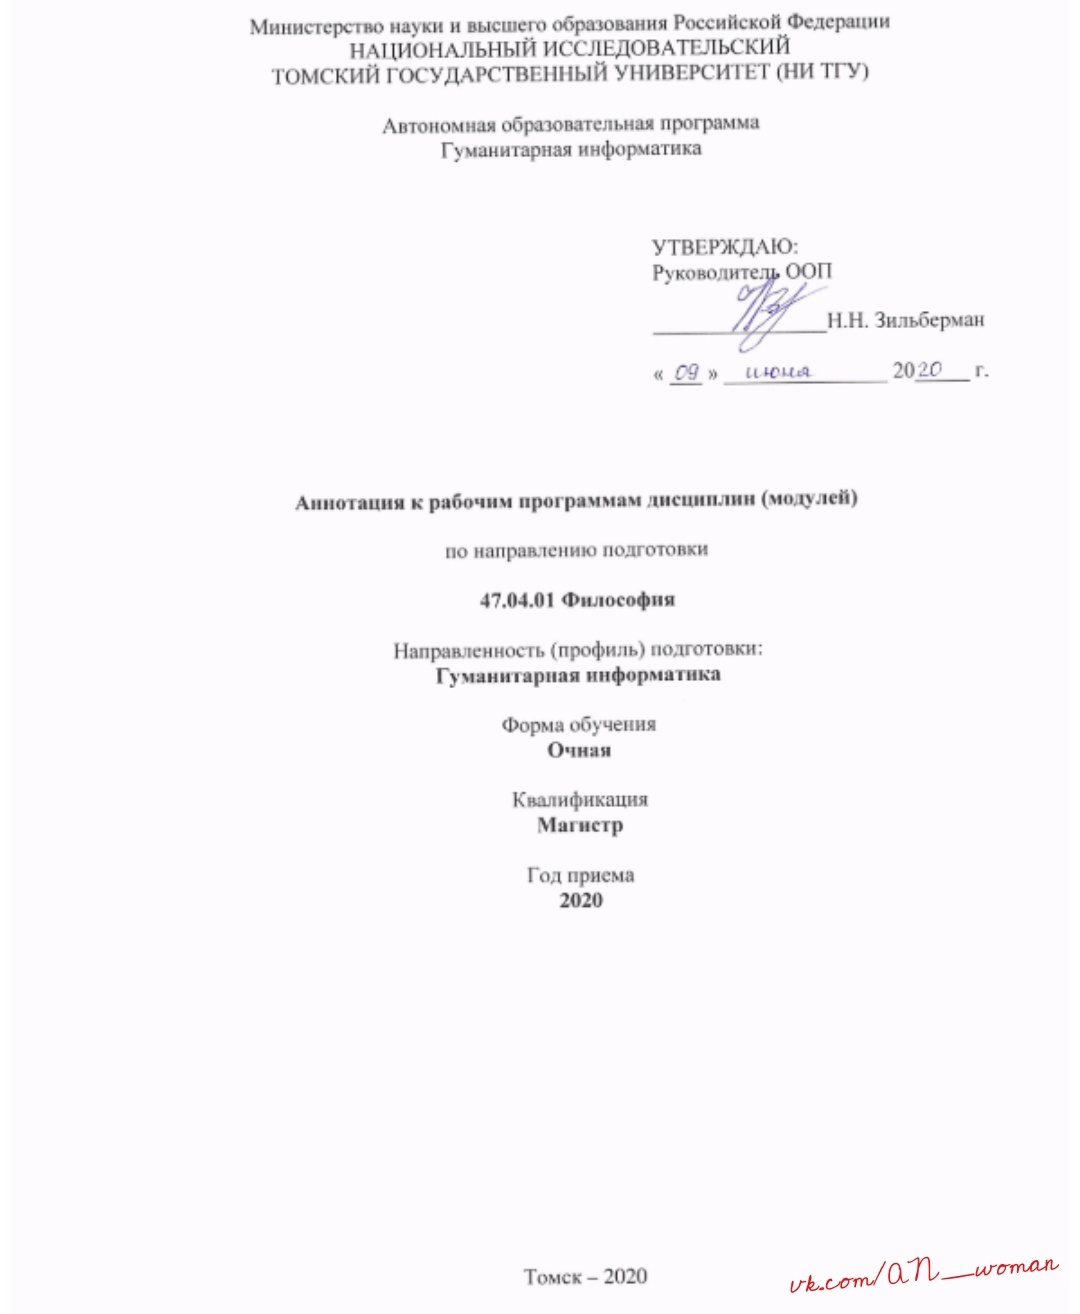 Министерство науки и высшего образования Российской Федерации
НАЦИОНАЛЬНЫЙ ИССЛЕДОВАТЕЛЬСКИЙ
ТОМСКИЙ ГОСУДАРСТВЕННЫЙ УНИВЕРСИТЕТ (НИ ТГУ)
Автономная образовательная программа
Гуманитарная информатика
УТВЕРЖДАЮ:
Руководитель ООП
Н.Н. Зильберман
« 09 » июня 2020 г.
Аннотация к рабочим программам дисциплин (модулей)
по направлению подготовки
47.04.01 Философия
Направленность (профиль) подготовки:
Гуманитарная информатика
Форма обучения
Очная
Квалификация
Магистр
Год приема
2020
Томск – 2020
vk.com/an__woman